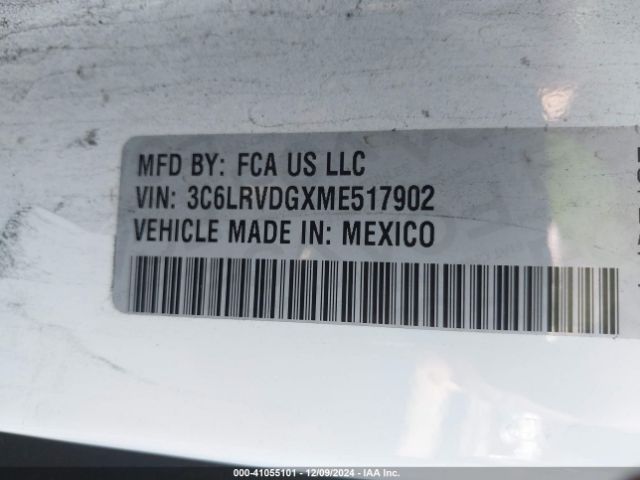 MFD BY: FCA US LLC
VIN: 3C6LRVDGXME517902
VEHICLE MADE IN: MEXICO
000-41055101 - 12/09/2024 - IAA Inc.